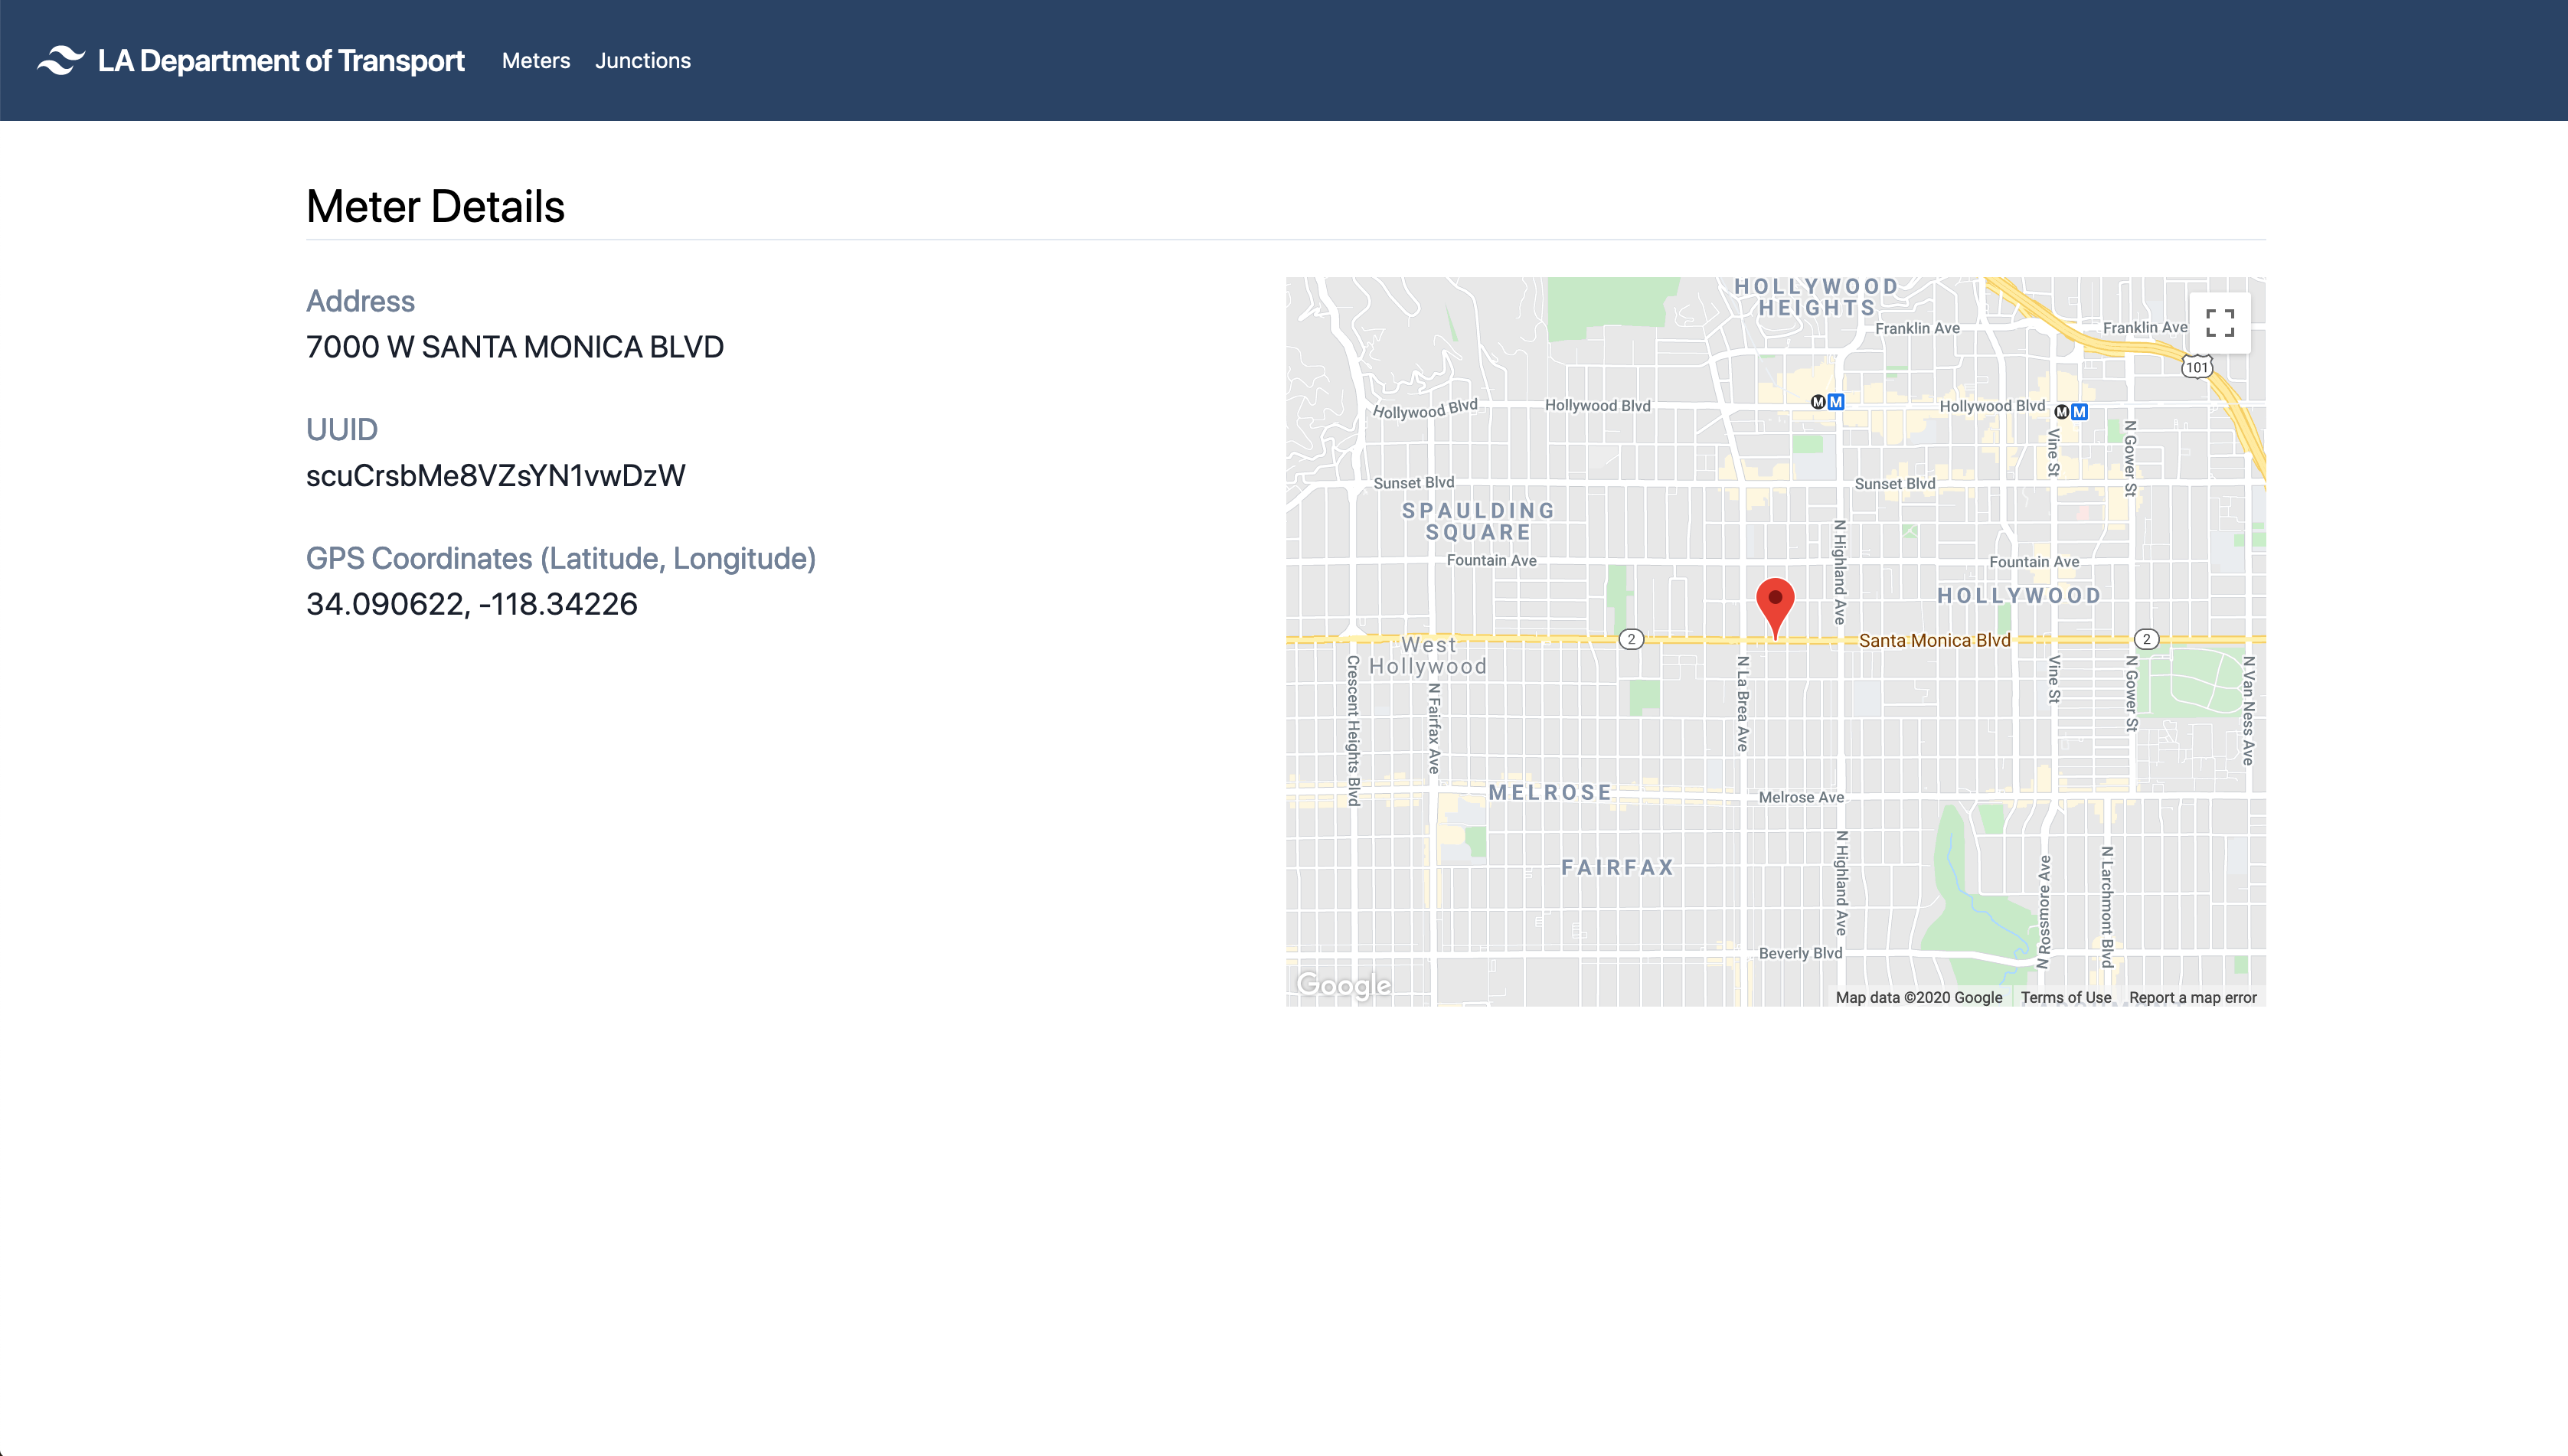 LA Department of Transport
Meters
Junctions
Meter Details
Address
7000 W SANTA MONICA BLVD
UUID
scuCrsbMe8VZsYN1vwDzW
GPS Coordinates (Latitude, Longitude)
34.090622, -118.34226
HOLLYWOOD
HEIGHTS
Franklin Ave
Franklin Ave
101
Hollywood Blvd
Hollywood Blvd
M
M
Hollywood Blvd
M
M
Vine St
N Gower St
Sunset Blvd
Sunset Blvd
SPAULDING
SQUARE
N Highland Ave
Fountain Ave
Fountain Ave
HOLLYWOOD
2
Santa Monica Blvd
2
West
Hollywood
Crescent Heights Blvd
N Fairfax Ave
N La Brea Ave
Vine St
N Gower St
N Van Ness Ave
MELROSE
Melrose Ave
FAIRFAX
N Highland Ave
N Rossmore Ave
N Larchmont Blvd
Beverly Blvd
Google
Map data ©2020 Google
Terms of Use
Report a map error